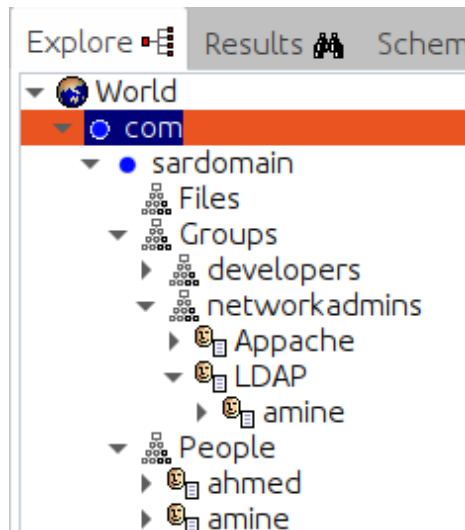 Explore Results Schem
World
com
sardomain
Files
Groups
developers
networkadmins
Appache
LDAP
amine
People
ahmed
amine